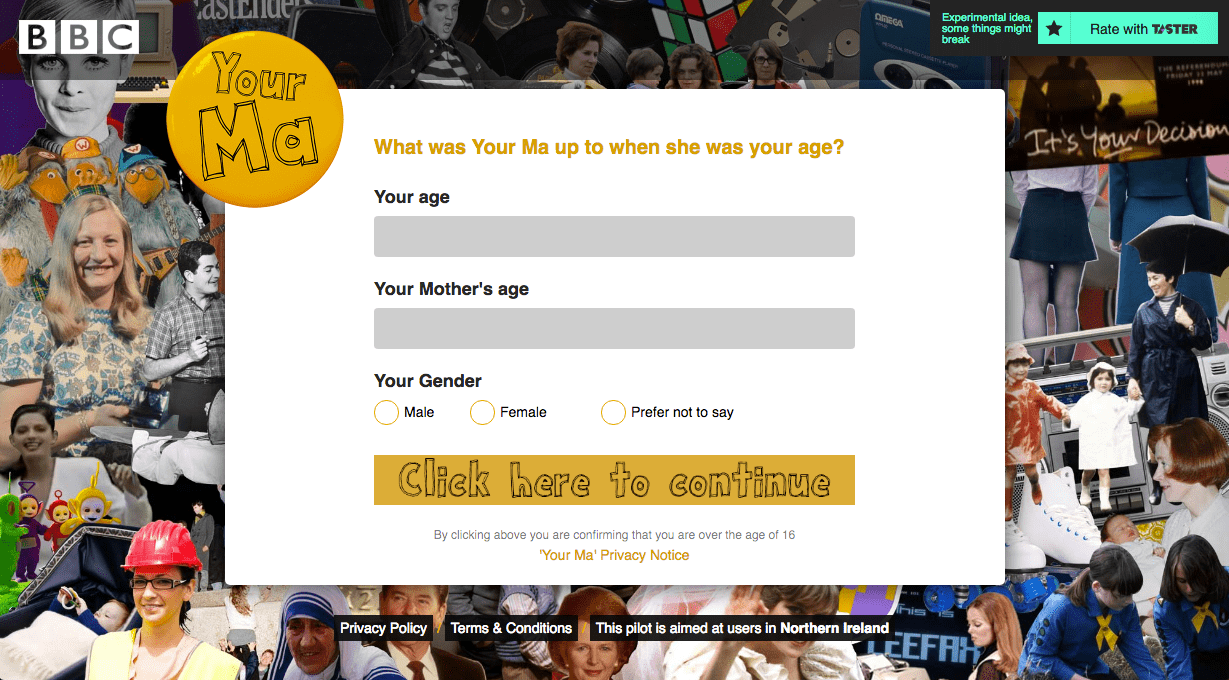 BBC
EastEnders
OMEGA
Experimental idea,
some things might
break
Rate with TASTER
Your
Ma
THE REFERENDUM
FRIDAY 22 MAY
1998
It's Your Decision
What was Your Ma up to when she was your age?
Your age
Your Mother's age
Your Gender
Male Female Prefer not to say
Click here to continue
By clicking above you are confirming that you are over the age of 16
'Your Ma' Privacy Notice
This is
CEEFAX
Privacy Policy / Terms & Conditions / This pilot is aimed at users in Northern Ireland